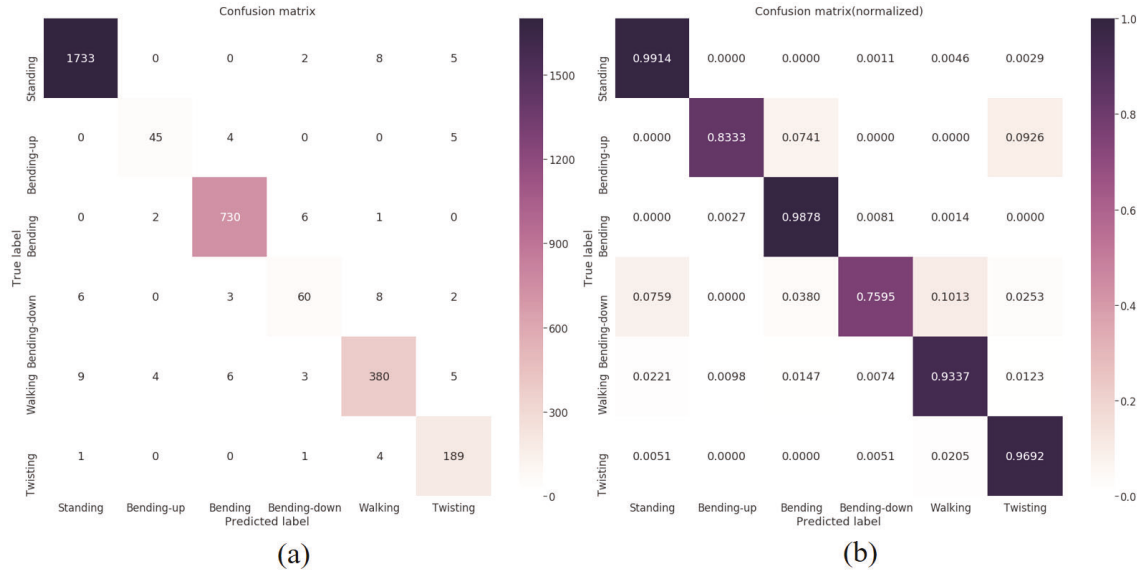 Confusion matrix
Standing 1733 0 0 2 8 5
Bending-up 0 45 4 0 0 5
Bending 0 2 730 6 1 0
Bending-down 6 0 3 60 8 2
Walking 9 4 6 3 380 5
Twisting 1 0 0 1 4 189
True label
Standing Bending-up Bending Bending-down Walking Twisting
Predicted label
1500
1200
900
600
300
0
(a)
Confusion matrix(normalized)
Standing 0.9914 0.0000 0.0000 0.0011 0.0046 0.0029
Bending-up 0.0000 0.8333 0.0741 0.0000 0.0000 0.0926
Bending 0.0000 0.0027 0.9878 0.0081 0.0014 0.0000
Bending-down 0.0759 0.0000 0.0380 0.7595 0.1013 0.0253
Walking 0.0221 0.0098 0.0147 0.0074 0.9337 0.0123
Twisting 0.0051 0.0000 0.0000 0.0051 0.0205 0.9692
True label
Standing Bending-up Bending Bending-down Walking Twisting
Predicted label
1.0
0.8
0.6
0.4
0.2
0.0
(b)